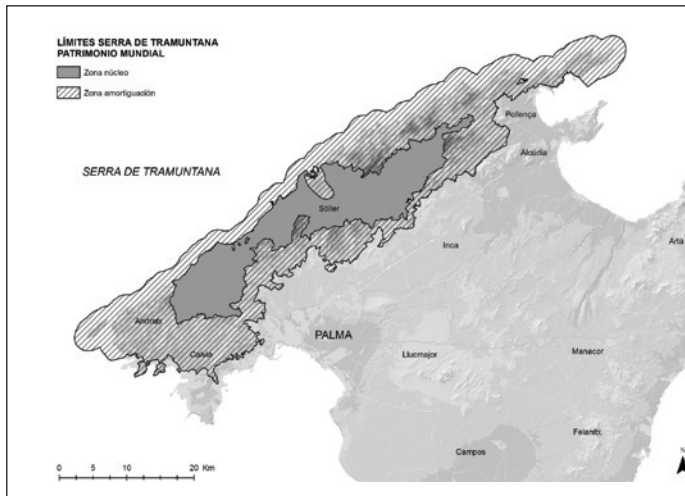 LÍMITES SERRA DE TRAMUNTANA
PATRIMONIO MUNDIAL
Zona núcleo
Zona amortiguación
SERRA DE TRAMUNTANA
Pollença
Alcúdia
Sóller
Inca
Artà
Andratx
Calvià
PALMA
Llucmajor
Manacor
Felanitx
Campos
0 5 10 20 Km
N